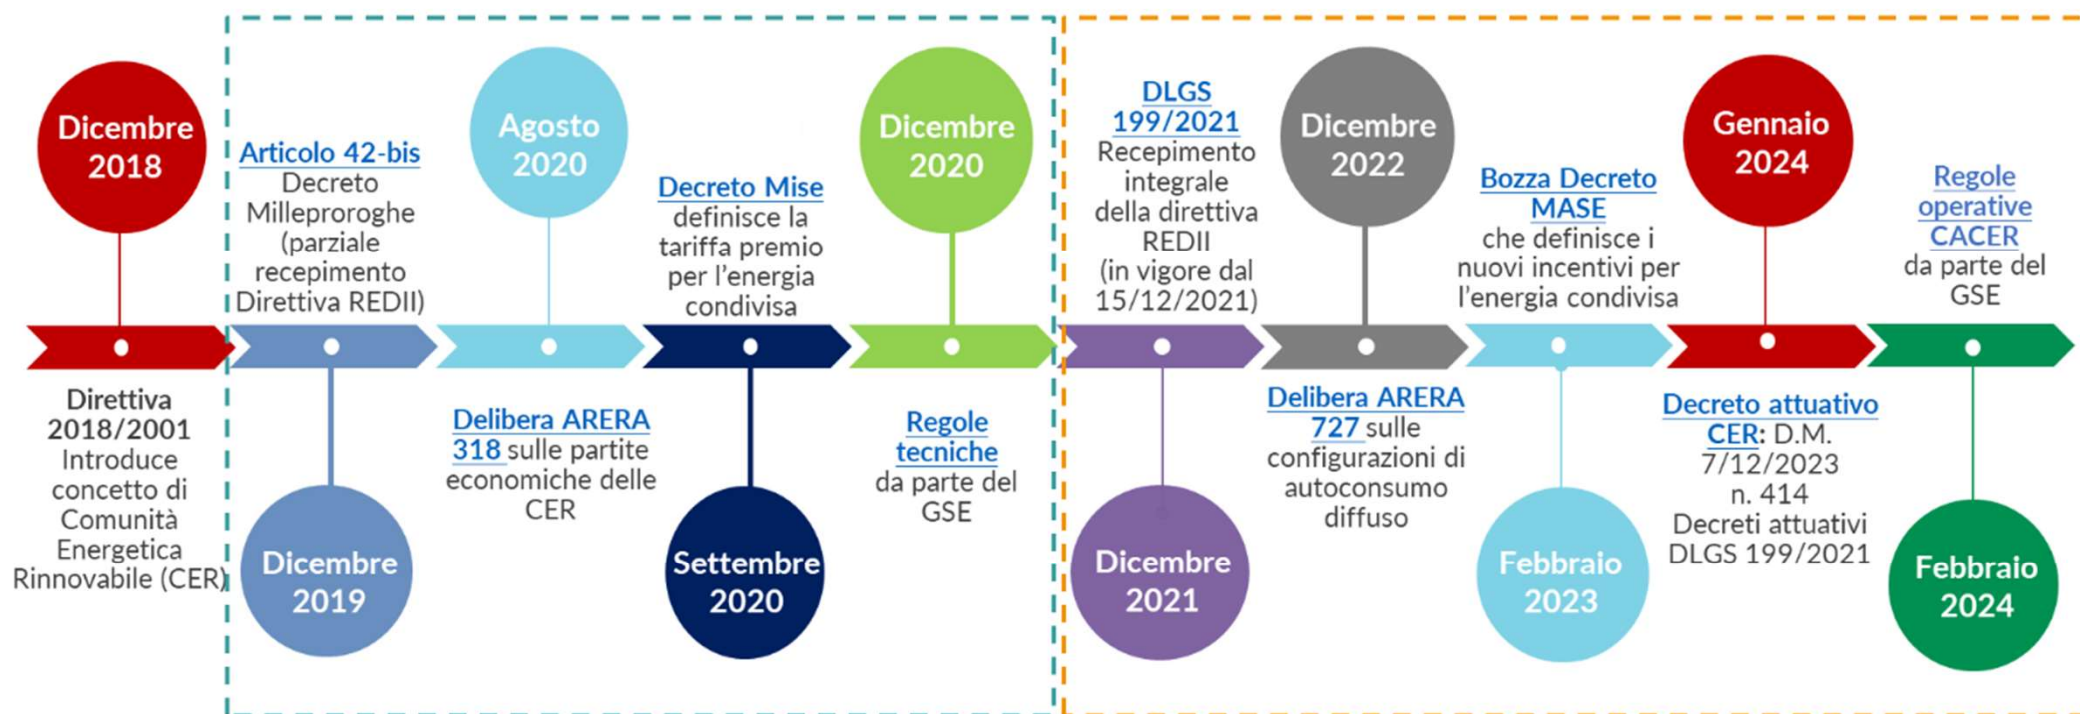 Dicembre
2018
Direttiva
2018/2001
Introduce
concetto di
Comunità
Energetica
Rinnovabile (CER)
Articolo 42-bis
Decreto
Milleproroghe
(parziale
recepimento
Direttiva REDII)
Dicembre
2019
Agosto
2020
Delibera ARERA
318 sulle partite
economiche delle
CER
Decreto Mise
definisce la
tariffa premio
per l'energia
condivisa
Settembre
2020
Dicembre
2020
Regole
tecniche
da parte del
GSE
DLGS
199/2021
Recepimento
integrale
della direttiva
REDII
(in vigore dal
15/12/2021)
Dicembre
2021
Dicembre
2022
Delibera ARERA
727 sulle
configurazioni di
autoconsumo
diffuso
Bozza Decreto
MASE
che definisce i
nuovi incentivi per
l'energia condivisa
Febbraio
2023
Gennaio
2024
Decreto attuativo
CER: D.M.
7/12/2023
n. 414
Decreti attuativi
DLGS 199/2021
Regole
operative
CACER
da parte del
GSE
Febbraio
2024